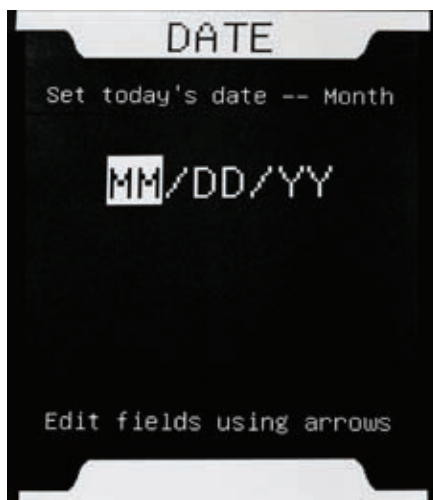 DATE
Set today's date -- Month
MM/DD/YY
Edit fields using arrows